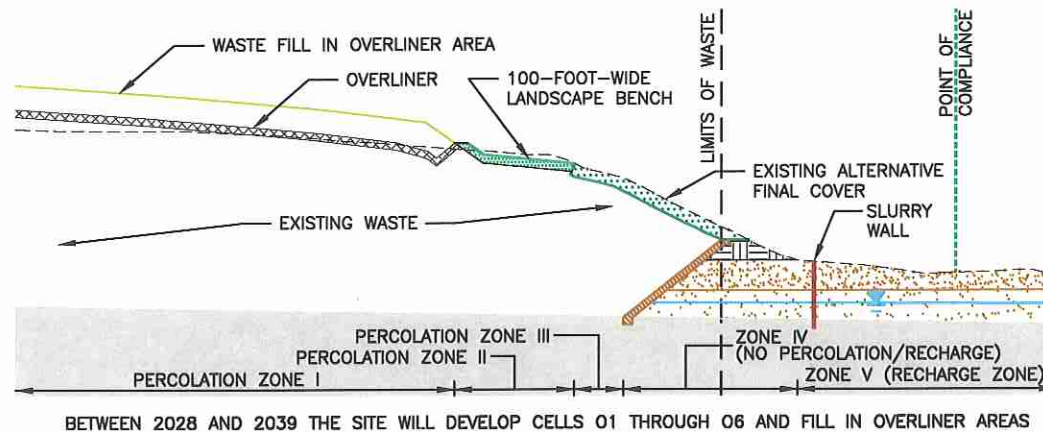 WASTE FILL IN OVERLINER AREA
OVERLINER
100-FOOT-WIDE
LANDSCAPE BENCH
LIMITS OF WASTE
POINT OF
COMPLIANCE
EXISTING ALTERNATIVE
FINAL COVER
SLURRY
WALL
EXISTING WASTE
PERCOLATION ZONE III
PERCOLATION ZONE II
PERCOLATION ZONE I
ZONE IV
(NO PERCOLATION/RECHARGE)
ZONE V (RECHARGE ZONE)
BETWEEN 2028 AND 2039 THE SITE WILL DEVELOP CELLS 01 THROUGH 06 AND FILL IN OVERLINER AREAS